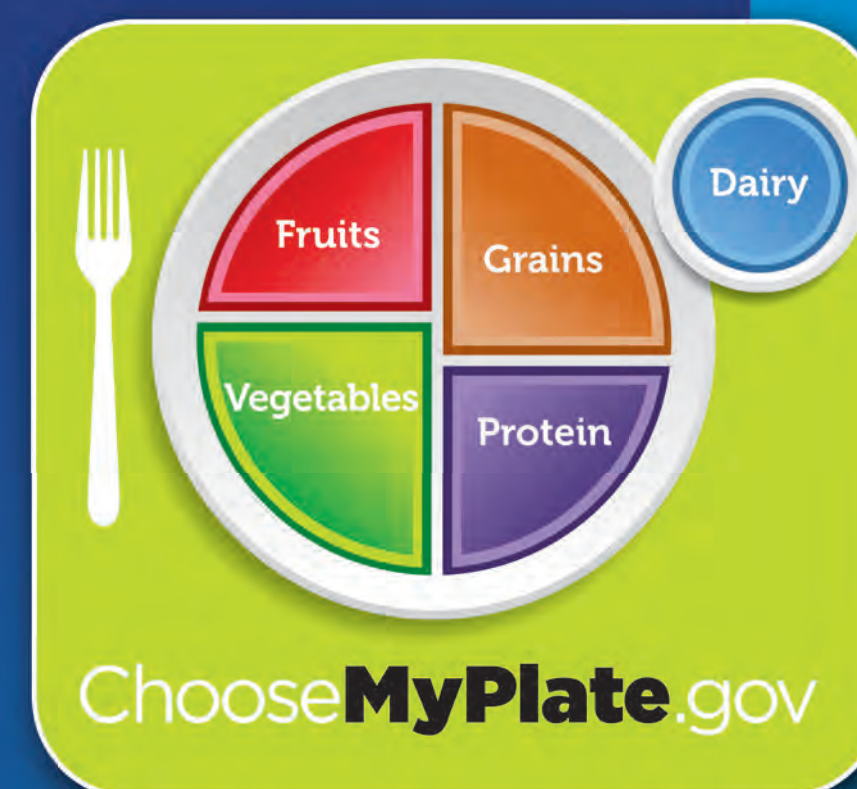 Dairy
Fruits
Grains
Vegetables
Protein
ChooseMyPlate.gov